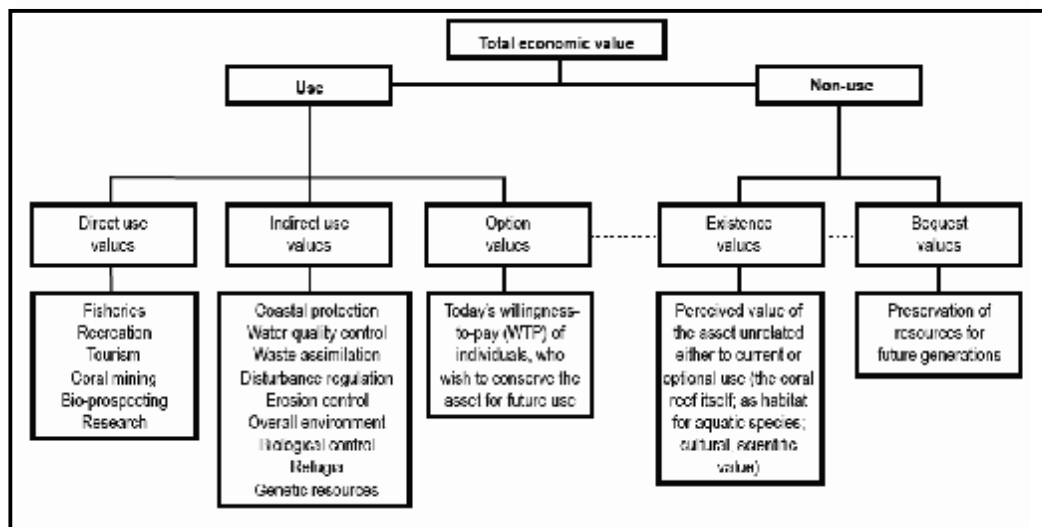 Total economic value
Use
Non-use
Direct use
values
Indirect use
values
Option
values
Existence
values
Bequest
values
Fisheries
Recreation
Tourism
Coral mining
Bio-prospecting
Research
Coastal protection
Water quality control
Waste assimilation
Disturbance regulation
Erosion control
Overall environment
Biological control
Refugia
Genetic resources
Today's willingness-
to-pay (WTP) of
individuals, who
wish to conserve the
asset for future use
Perceived value of
the asset unrelated
either to current or
optional use (the coral
reef itself; as habitat
for aquatic species;
cultural, scientific
value)
Preservation of
resources for
future generations